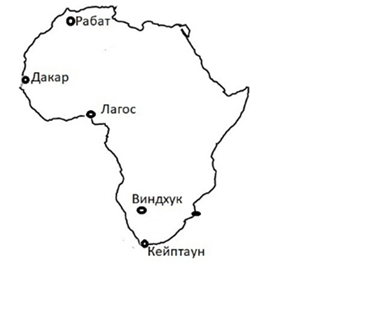 Рабат
Дакар
Лагос
Виндхук
Кейптаун